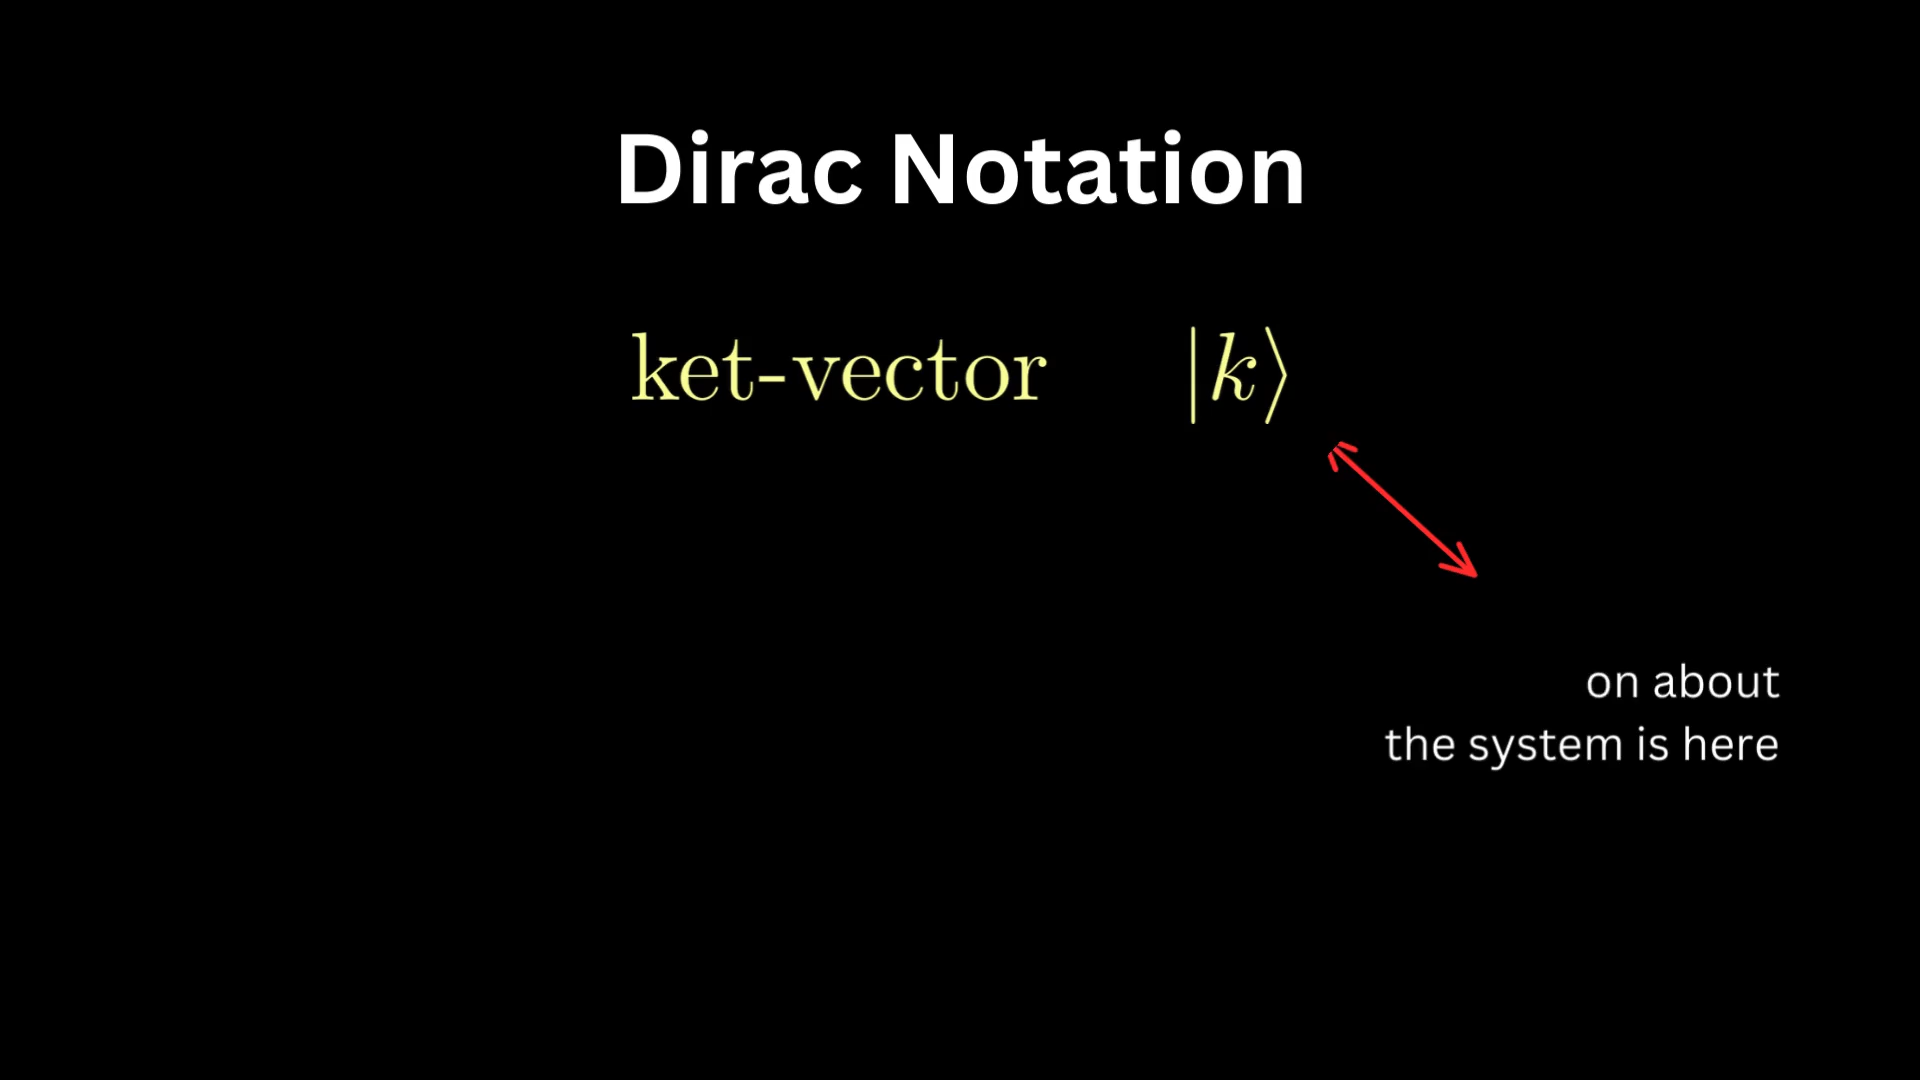 Dirac Notation
ket-vector |k⟩
on about
the system is here